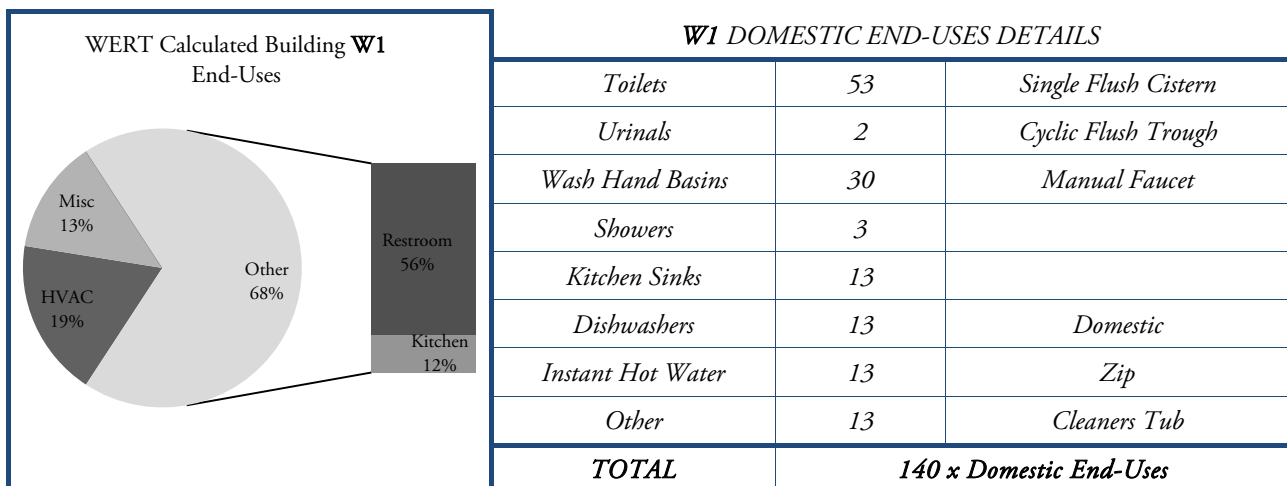 WERT Calculated Building W1
End-Uses
Misc
13%
HVAC
19%
Other
68%
Restroom
56%
Kitchen
12%
W1 DOMESTIC END-USES DETAILS
Toilets 53 Single Flush Cistern
Urinals 2 Cyclic Flush Trough
Wash Hand Basins 30 Manual Faucet
Showers 3
Kitchen Sinks 13
Dishwashers 13 Domestic
Instant Hot Water 13 Zip
Other 13 Cleaners Tub
TOTAL 140 x Domestic End-Uses